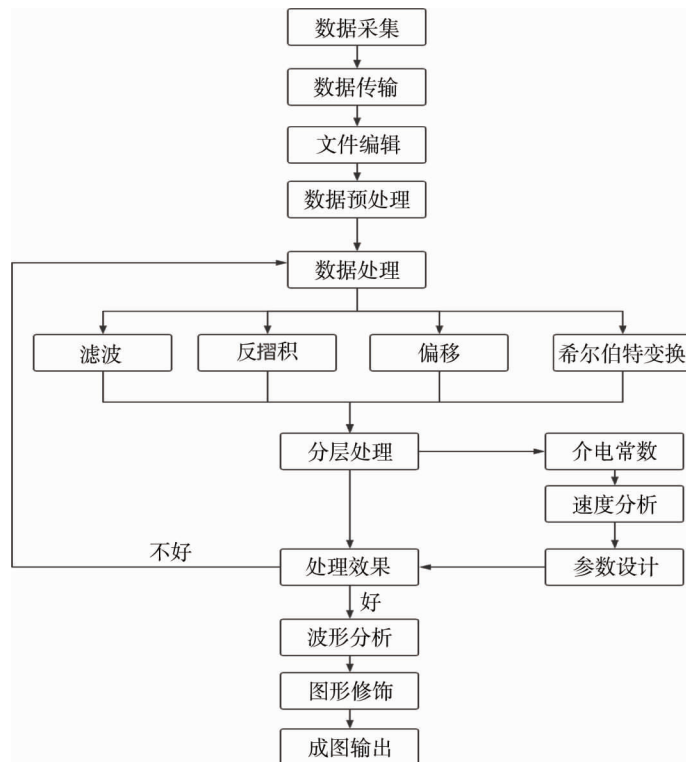 数据采集
数据传输
文件编辑
数据预处理
数据处理
滤波
反摺积
偏移
希尔伯特变换
分层处理
介电常数
速度分析
不好
处理效果
参数设计
好
波形分析
图形修饰
成图输出